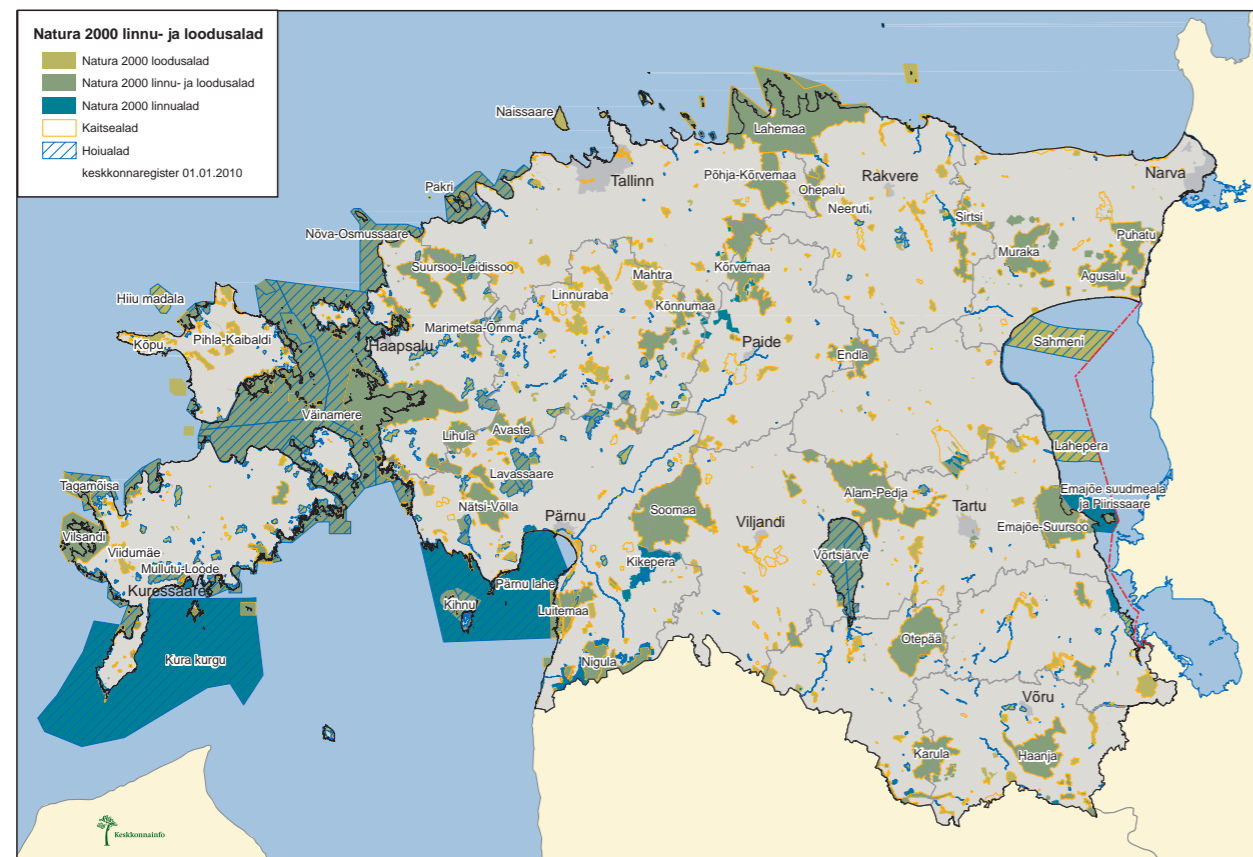 Natura 2000 linnu- ja loodusalad
Natura 2000 loodusalad
Natura 2000 linnu- ja loodusalad
Natura 2000 linnualad
Kaitsealad
Hoiualad
keskkonnaregister 01.01.2010
Naissaare
Lahemaa
Tallinn
Põhja-Kõrvemaa
Ohepalu
Rakvere
Narva
Pakri
Neeruti
Sirtsi
Nõva-Osmussaare
Puhatu
Suursoo-Leidissoo
Mahtra
Kõrvemaa
Muraka
Agusalu
Hiiu madala
Linnuraba
Kõnnumaa
Kõpu
Pihla-Kaibaldi
Marimetsa-Õmma
Haapsalu
Paide
Endla
Sahmeni
Väinamere
Lihula
Avaste
Lahepera
Lavassaare
Tagamõisa
Alam-Pedja
Emajõe suudmeala
ja Piirissaare
Nätsi-Võlla
Pärnu
Soomaa
Viljandi
Tartu
Emajõe-Suursoo
Vilsandi
Viidumäe
Võrtsjärve
Mullutu-Loode
Kikepera
Kuressaare
Pärnu lahe
Kihnu
Luitemaa
Otepää
Kura kurgu
Nigula
Võru
Karula
Haanja
Keskkonnainfo